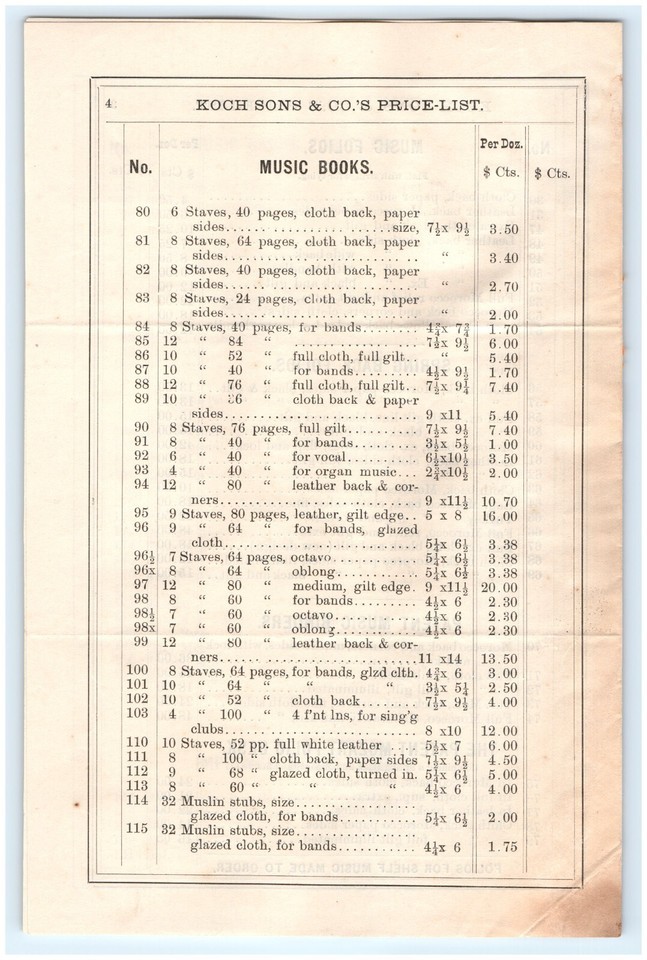 4
KOCH SONS & CO.'S PRICE-LIST.
Per Doz.
No. MUSIC BOOKS. $ Cts. $ Cts.
80 6 Staves, 40 pages, cloth back, paper
sides........................size, 7½x 9½ 3.50
81 8 Staves, 64 pages, cloth back, paper
sides........................ “ 3.40
82 8 Staves, 40 pages, cloth back, paper
sides........................ “ 2.70
83 8 Staves, 24 pages, cloth back, paper
sides........................ “ 2.00
84 8 Staves, 40 pages, for bands........ 4¾x 7¾ 1.70
85 12 “ 84 “ .................. 7½x 9½ 6.00
86 10 “ 52 “ full cloth, full gilt.. “ 5.40
87 10 “ 40 “ for bands......... 4½x 9½ 1.70
88 12 “ 76 “ full cloth, full gilt.. 7½x 9¼ 7.40
89 10 “ 36 “ cloth back & paper
sides............................ 9 x11 5.40
90 8 Staves, 76 pages, full gilt.......... 7½x 9½ 7.40
91 8 “ 40 “ for bands......... 3½x 5½ 1.00
92 6 “ 40 “ for vocal.......... 6½x10½ 3.50
93 4 “ 40 “ for organ music... 2¾x10½ 2.00
94 12 “ 80 “ leather back & cor-
ners............................ 9 x11½ 10.70
95 9 Staves, 80 pages, leather, gilt edge.. 5 x 8 16.00
96 9 “ 64 “ for bands, glazed
cloth............................ 5¼x 6½ 3.38
96½ 7 Staves, 64 pages, octavo............ 5¼x 6½ 3.38
96x 8 “ 64 “ oblong............ 5¼x 6½ 3.38
97 12 “ 80 “ medium, gilt edge. 9 x11½ 20.00
98 8 “ 60 “ for bands......... 4½x 6 2.30
98½ 7 “ 60 “ octavo............ 4½x 6 2.30
98x 7 “ 60 “ oblong............ 4½x 6 2.30
99 12 “ 80 “ leather back & cor-
ners............................11 x14 13.50
100 8 Staves, 64 pages, for bands, glzd clth. 4¾x 6 3.00
101 10 “ 64 “ “ “ 3½x 5¼ 2.50
102 10 “ 52 “ cloth back........ 7½x 9½ 4.00
103 4 “ 100 “ 4 f'nt lns, for sing'g
clubs............................ 8 x10 12.00
110 10 Staves, 52 pp. full white leather .... 5½x 7 6.00
111 8 “ 100 “ cloth back, paper sides 7½x 9½ 4.50
112 9 “ 68 “ glazed cloth, turned in. 5¼x 6½ 5.00
113 8 “ 60 “ “ “ 4½x 6 4.00
114 32 Muslin stubs, size..................
glazed cloth, for bands........... 5¼x 6½ 2.00
115 32 Muslin stubs, size..................
glazed cloth, for bands........... 4¼x 6 1.75